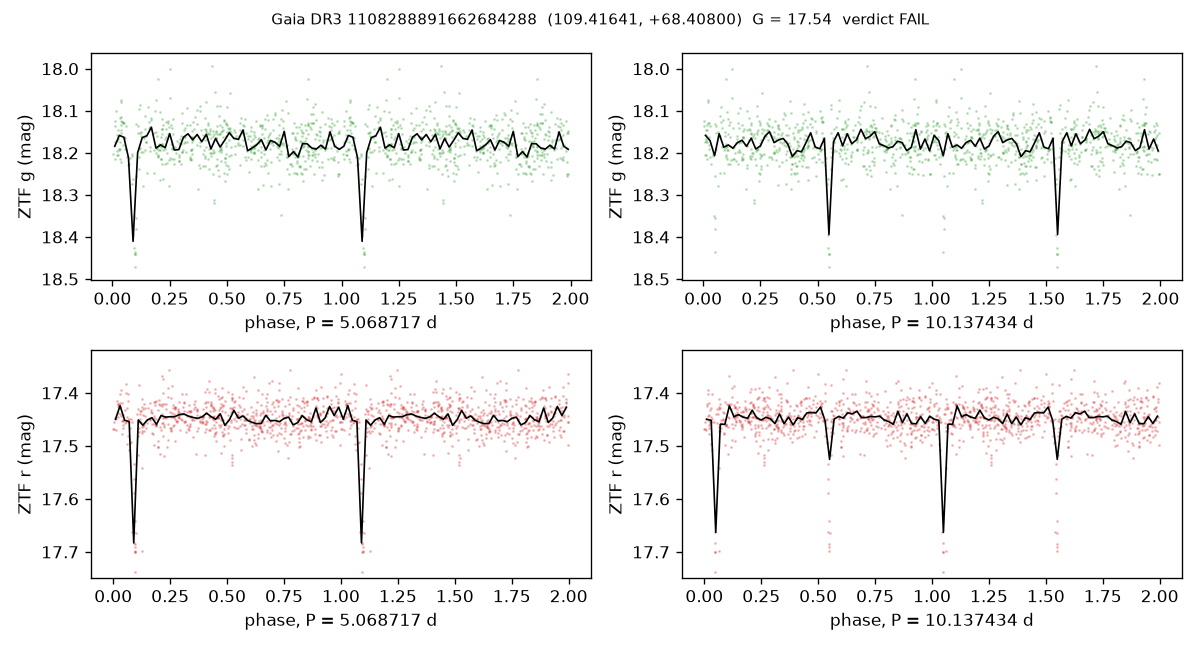 Gaia DR3 1108288891662684288 (109.41641, +68.40800) G = 17.54 verdict FAIL
ZTF g (mag)
18.0
18.1
18.2
18.3
18.4
18.5
0.00 0.25 0.50 0.75 1.00 1.25 1.50 1.75 2.00
phase, P = 5.068717 d
ZTF g (mag)
18.0
18.1
18.2
18.3
18.4
18.5
0.00 0.25 0.50 0.75 1.00 1.25 1.50 1.75 2.00
phase, P = 10.137434 d
ZTF r (mag)
17.4
17.5
17.6
17.7
0.00 0.25 0.50 0.75 1.00 1.25 1.50 1.75 2.00
phase, P = 5.068717 d
ZTF r (mag)
17.4
17.5
17.6
17.7
0.00 0.25 0.50 0.75 1.00 1.25 1.50 1.75 2.00
phase, P = 10.137434 d